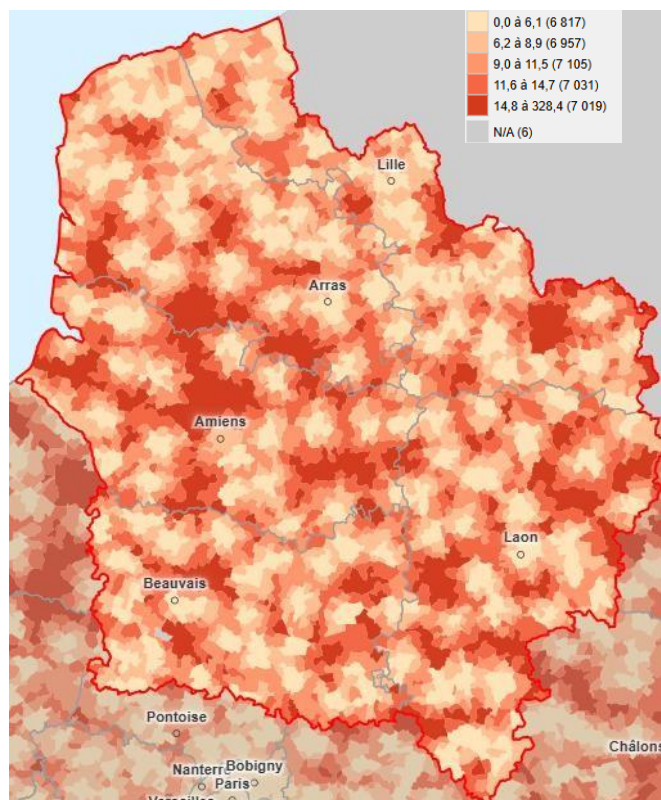 0,0 à 6,1 (6 817)
6,2 à 8,9 (6 957)
9,0 à 11,5 (7 105)
11,6 à 14,7 (7 031)
14,8 à 328,4 (7 019)
N/A (6)
Lille
Arras
Amiens
Laon
Beauvais
Pontoise
Châlons
Nanterre
Bobigny
Paris
Versailles